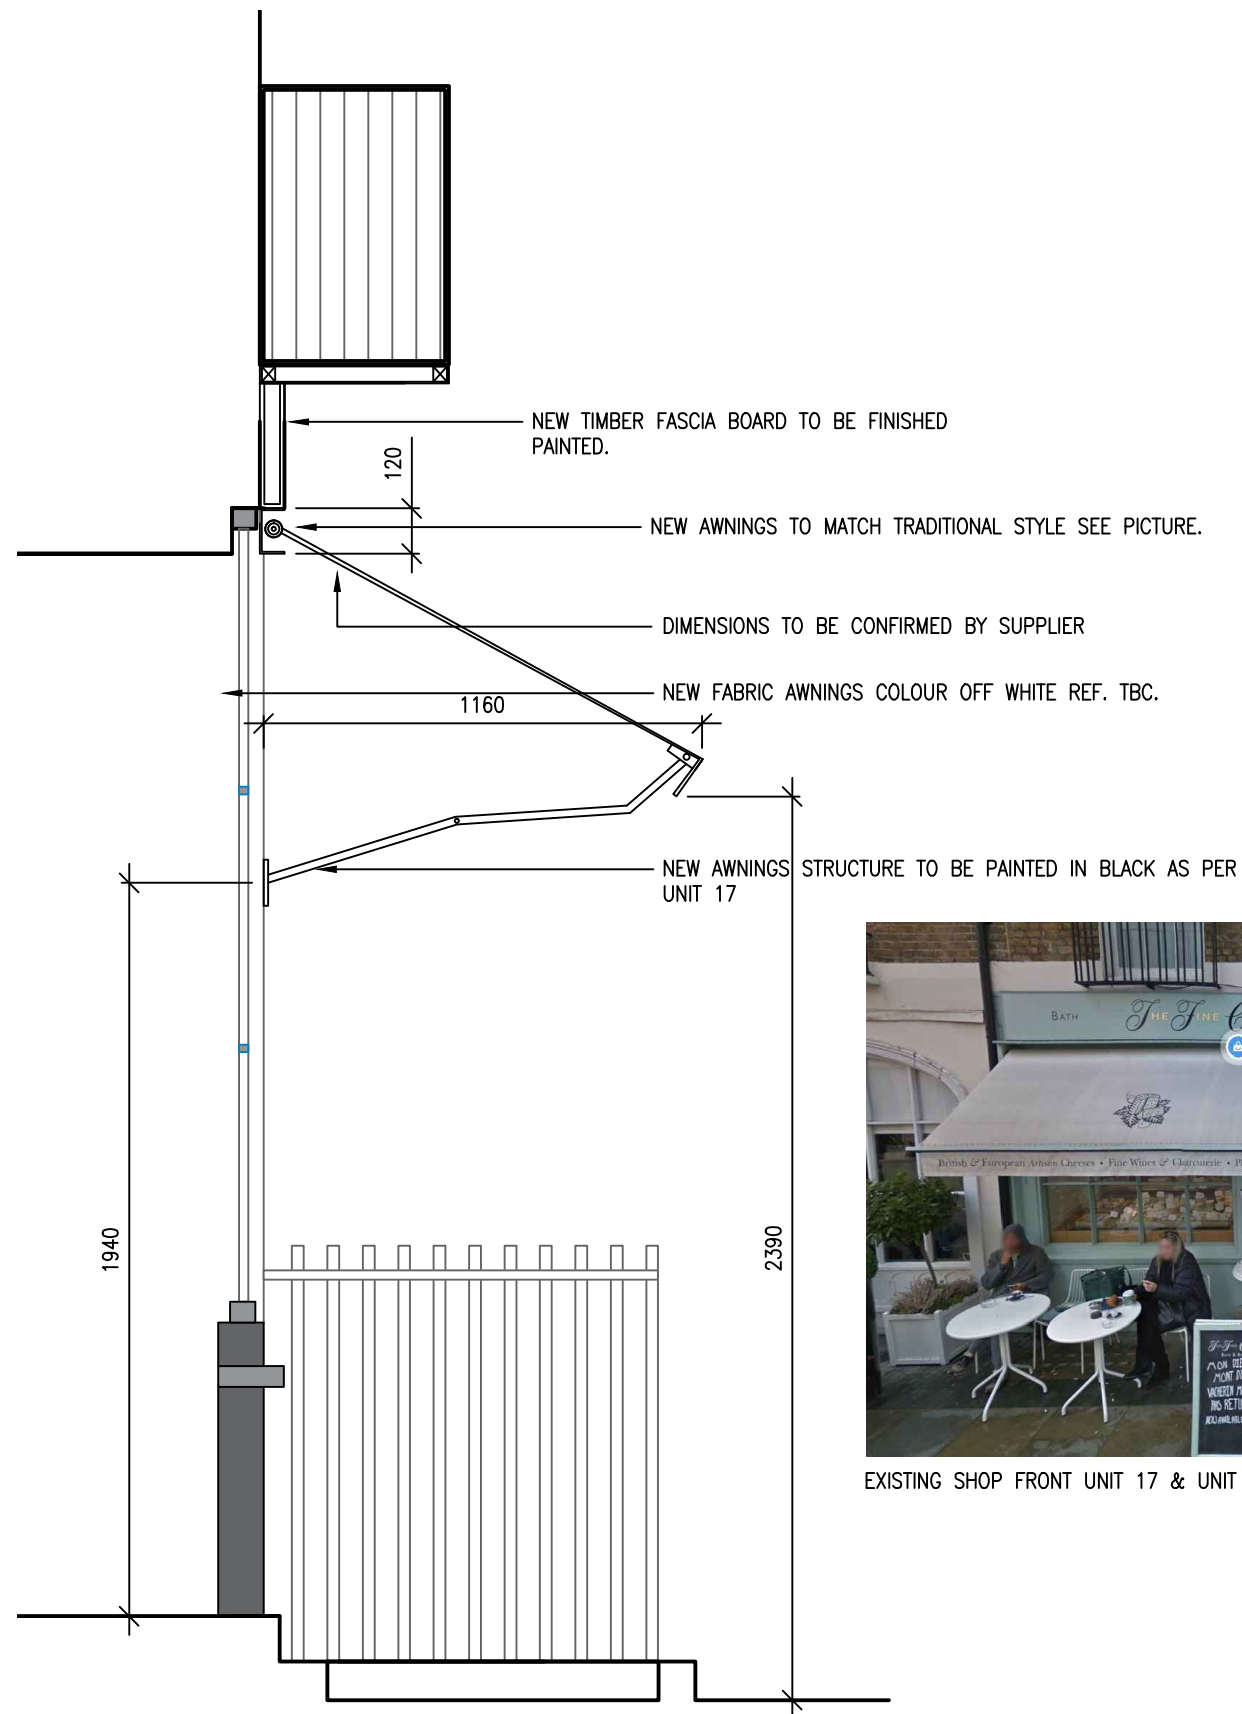 NEW TIMBER FASCIA BOARD TO BE FINISHED
PAINTED.
120
NEW AWNINGS TO MATCH TRADITIONAL STYLE SEE PICTURE.
DIMENSIONS TO BE CONFIRMED BY SUPPLIER
NEW FABRIC AWNINGS COLOUR OFF WHITE REF. TBC.
1160
NEW AWNINGS STRUCTURE TO BE PAINTED IN BLACK AS PER
UNIT 17
BATH
THE FINE
British & European Artisan Cheeses • Fine Wines & Charcuterie •
1940
2390
MONT
EXISTING SHOP FRONT UNIT 17 & UNIT